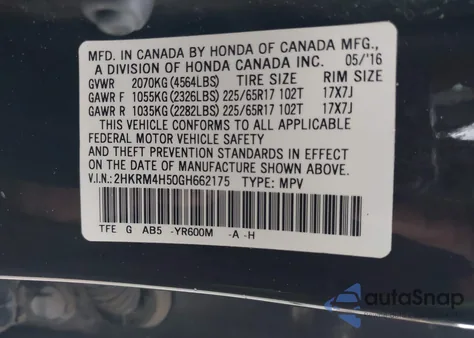 MFD. IN CANADA BY HONDA OF CANADA MFG.,
A DIVISION OF HONDA CANADA INC. 05/'16
GVWR 2070KG (4564LBS) TIRE SIZE RIM SIZE
GAWR F 1055KG (2326LBS) 225/65R17 102T 17X7J
GAWR R 1035KG (2282LBS) 225/65R17 102T 17X7J
THIS VEHICLE CONFORMS TO ALL APPLICABLE
FEDERAL MOTOR VEHICLE SAFETY
AND THEFT PREVENTION STANDARDS IN EFFECT
ON THE DATE OF MANUFACTURE SHOWN ABOVE.
V.I.N.: 2HKRM4H50GH662175 TYPE: MPV
TFE G AB5 -YR600M -A -H
autaSnap